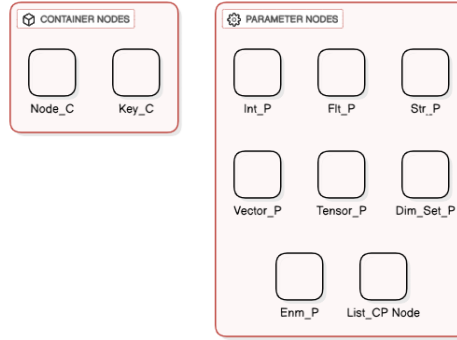 CONTAINER NODES
Node_C Key_C
PARAMETER NODES
Int_P Flt_P Str_P
Vector_P Tensor_P Dim_Set_P
Enm_P List_CP Node